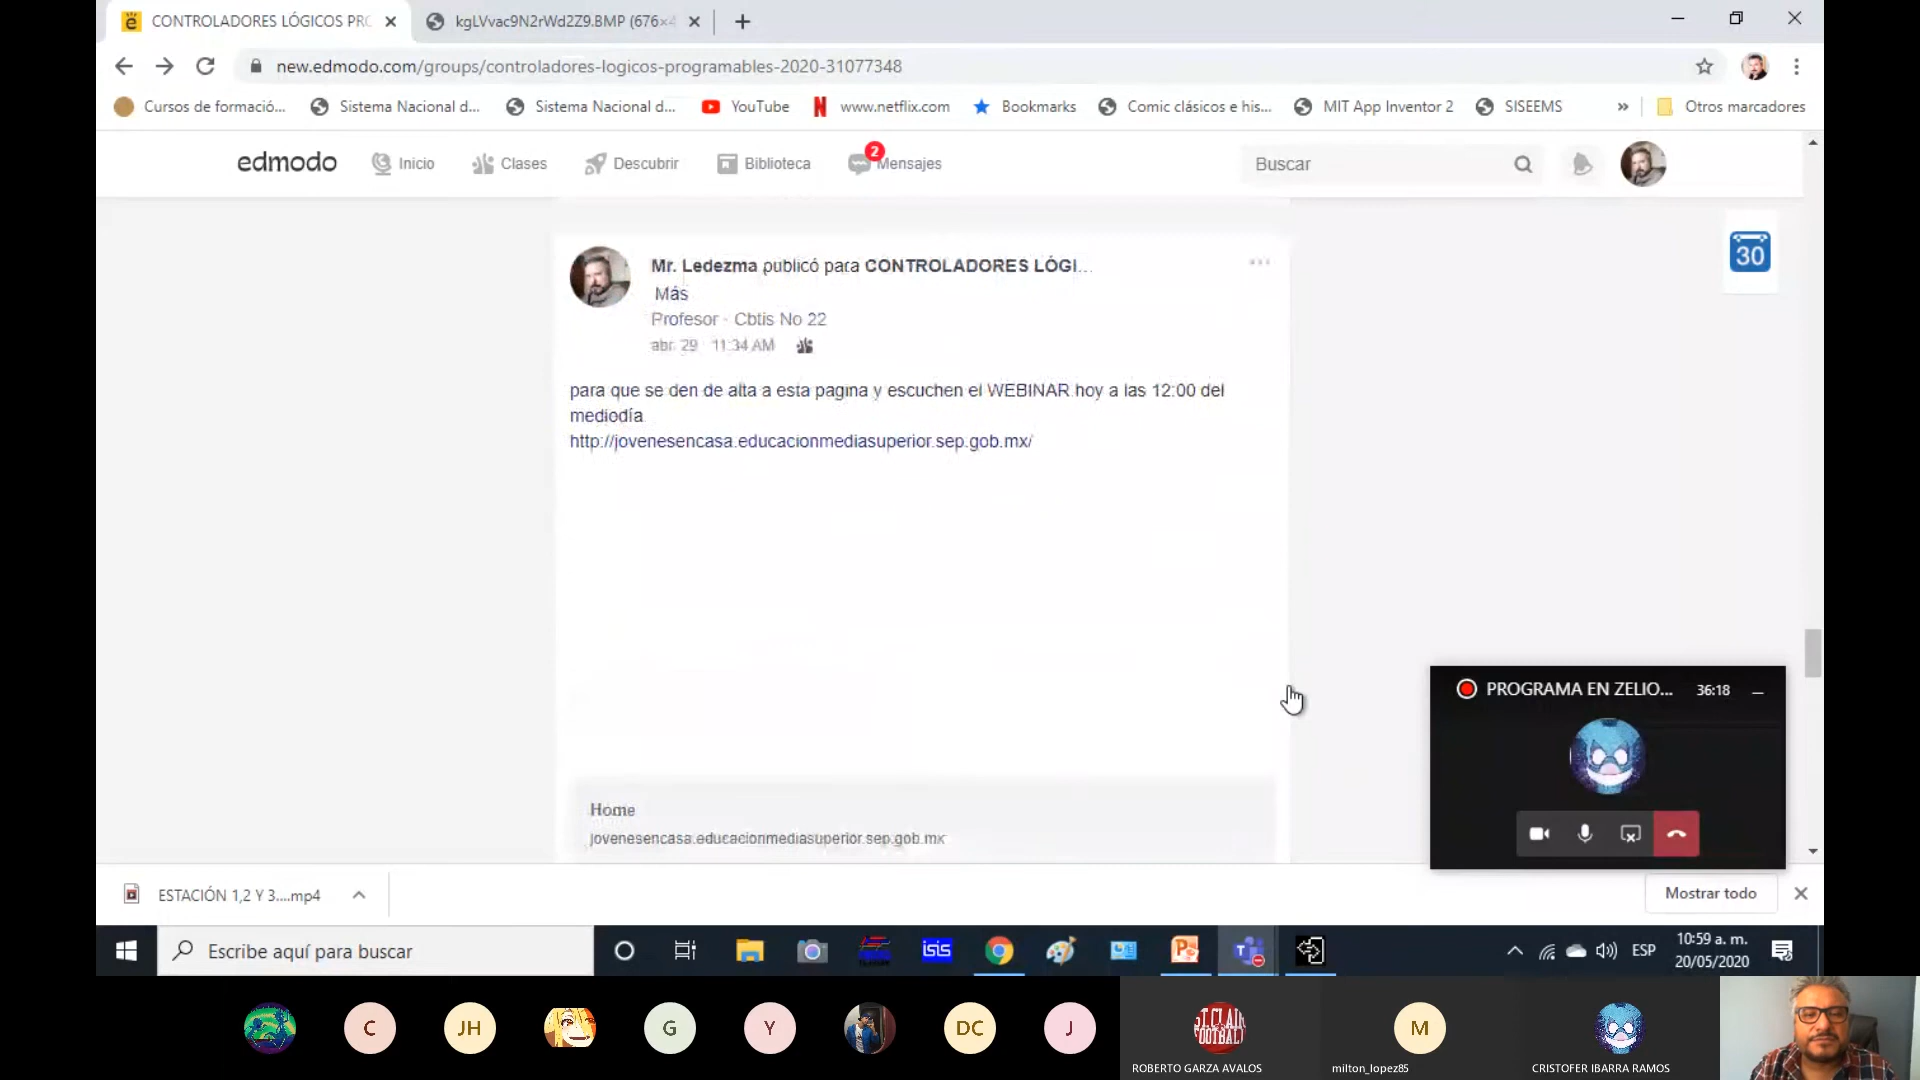 CONTROLADORES LÓGICOS PRO
kgLVvac9N2rWd2Z9.BMP (676×4
new.edmodo.com/groups/controladores-logicos-programables-2020-31077348
Cursos de formació...
Sistema Nacional d...
Sistema Nacional d...
YouTube
www.netflix.com
Bookmarks
Comic clásicos e his...
MIT App Inventor 2
SISEEMS
»
Otros marcadores
edmodo
Inicio
Clases
Descubrir
Biblioteca
2
Mensajes
Buscar
30
Mr. Ledezma publicó para CONTROLADORES LÓGI...
Más
Profesor · Cbtis No 22
abr. 29 · 11:34 AM
para que se den de alta a esta pagina y escuchen el WEBINAR hoy a las 12:00 del
mediodía
http://jovenesencasa.educacionmediasuperior.sep.gob.mx/
Home
jovenesencasa.educacionmediasuperior.sep.gob.mx
PROGRAMA EN ZELIO...
36:18
ESTACIÓN 1,2 Y 3....mp4
Mostrar todo
Escribe aquí para buscar
isis
ESP
10:59 a. m.
20/05/2020
C
JH
G
Y
DC
J
M
ROBERTO GARZA AVALOS
milton_lopez85
CRISTOFER IBARRA RAMOS